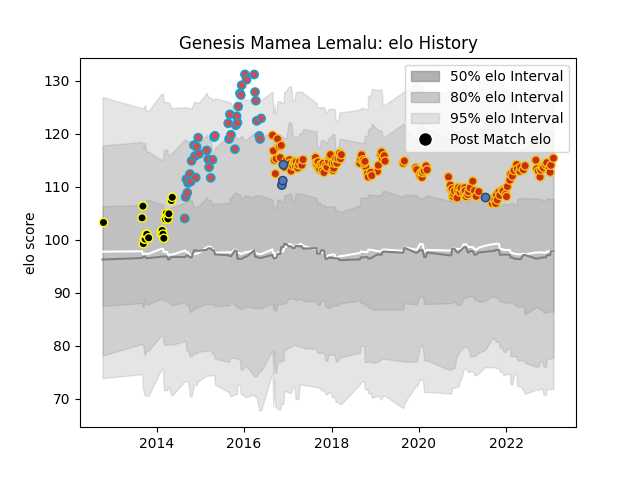 Genesis Mamea Lemalu: elo History
50% elo Interval
80% elo Interval
95% elo Interval
Post Match elo
elo score
130
120
110
100
90
80
70
2014
2016
2018
2020
2022